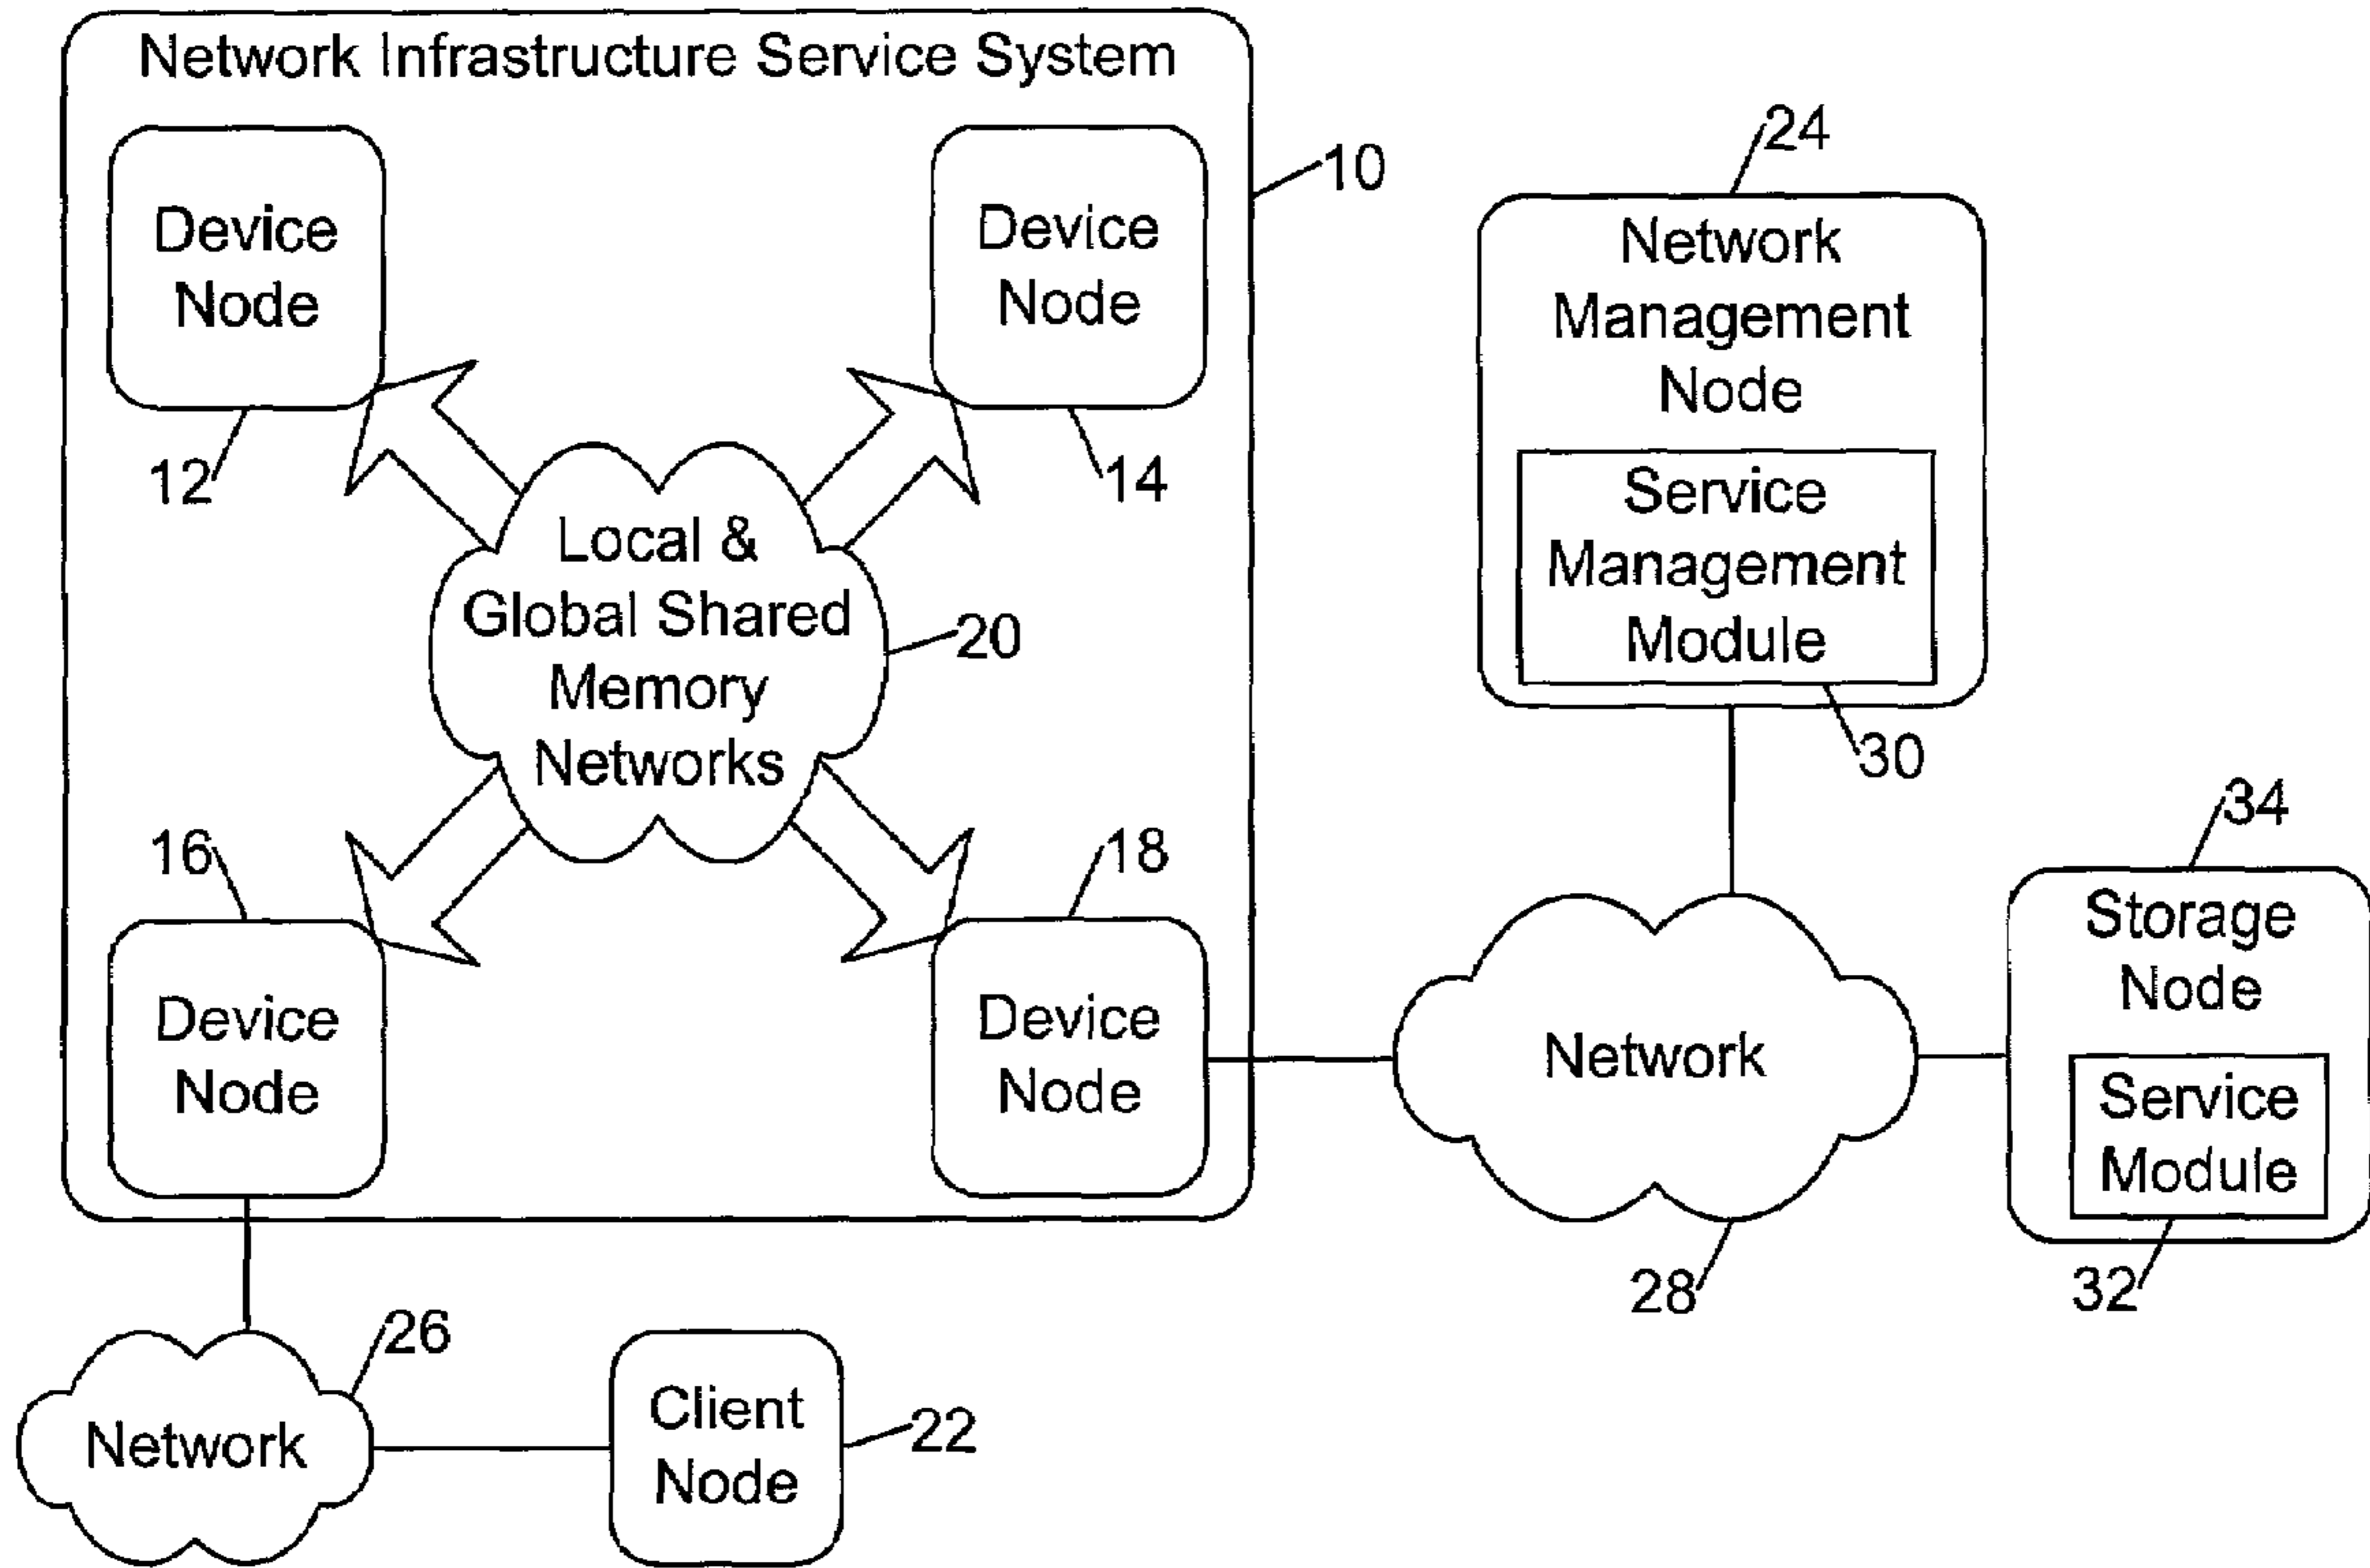 Network Infrastructure Service System
Device
Node
12
Device
Node
14
10
Local &
Global Shared
Memory
Networks
20
16
Device
Node
18
Device
Node
24
Network
Management
Node
Service
Management
Module
30
34
Storage
Node
Service
Module
32
Network
28
26
Network
Client
Node
22